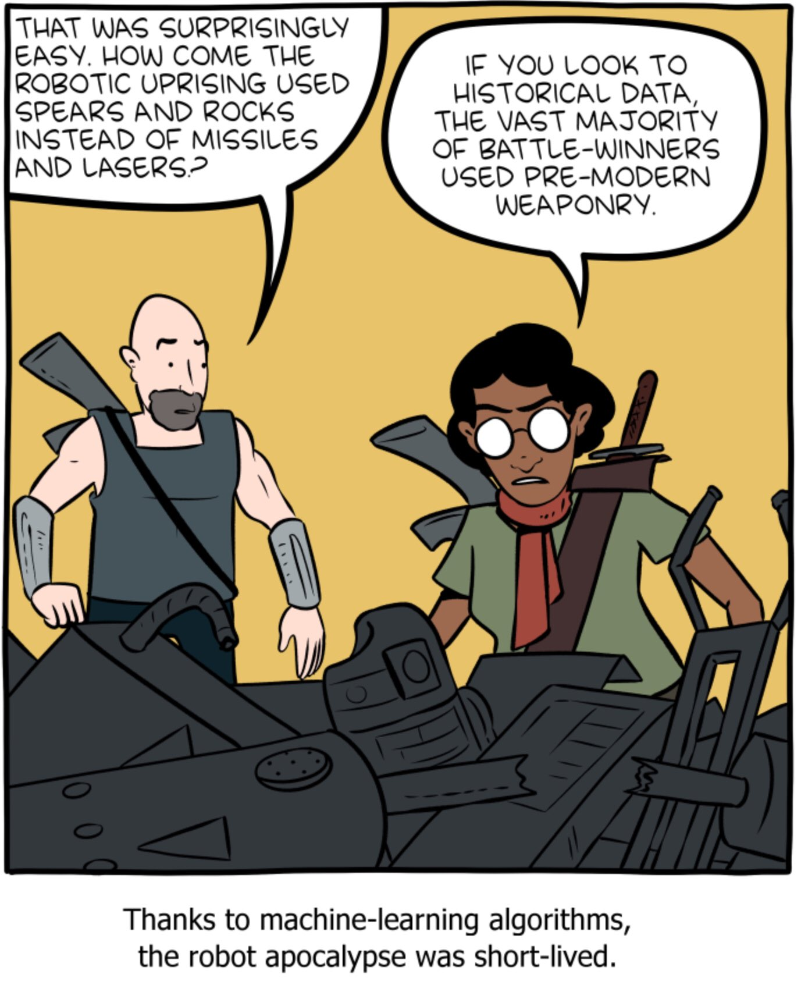 THAT WAS SURPRISINGLY
EASY. HOW COME THE
ROBOTIC UPRISING USED
SPEARS AND ROCKS
INSTEAD OF MISSILES
AND LASERS?
IF YOU LOOK TO
HISTORICAL DATA,
THE VAST MAJORITY
OF BATTLE-WINNERS
USED PRE-MODERN
WEAPONRY.
Thanks to machine-learning algorithms,
the robot apocalypse was short-lived.